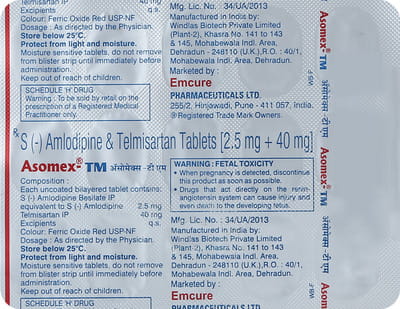 Telmisartan IP 40 mg
Excipients q.s.
Colour: Ferric Oxide Red USP-NF
Dosage : As directed by the Physician.
Store below 25°C.
Protect from light and moisture.
Moisture sensitive tablets, do not remove
from blister strip until immediately before
administration.
Keep out of reach of children.
SCHEDULE 'H' DRUG
Warning : To be sold by retail on the
prescription of a Registered Medical
Practitioner only.
Mfg. Lic. No. : 34/UA/2013
Manufactured in India by:
Windlas Biotech Private Limited
(Plant-2), Khasra No. 141 to 143
& 145, Mohabewala Indl. Area,
Dehradun - 248110 (U.K.) R.O. : 40/1,
Mohabewala Indl. Area, Dehradun.
Marketed by :
Emcure
PHARMACEUTICALS LTD.
255/2, Hinjawadi, Pune - 411 057, India.
®Registered Trade Mark Owners.
Rx S (-) Amlodipine & Telmisartan Tablets [2.5 mg + 40 mg]
Asomex®-TM ॲसोमेक्स - टी एम
Composition :
Each uncoated bilayered tablet contains:
S (-) Amlodipine Besilate IP
equivalent to S (-) Amlodipine 2.5 mg
Telmisartan IP 40 mg
Excipients q.s.
Colour: Ferric Oxide Red USP-NF
Dosage : As directed by the Physician.
Store below 25°C.
Protect from light and moisture.
Moisture sensitive tablets, do not remove
from blister strip until immediately before
administration.
Keep out of reach of children.
SCHEDULE 'H' DRUG
WARNING : FETAL TOXICITY
• When pregnancy is detected, discontinue
this product as soon as possible.
• Drugs that act directly on the renin-
angiotensin system can cause injury and
even death to the developing fetus.
Mfg. Lic. No. : 34/UA/2013
Manufactured in India by:
Windlas Biotech Private Limited
(Plant-2), Khasra No. 141 to 143
& 145, Mohabewala Indl. Area,
Dehradun - 248110 (U.K.) R.O. : 40/1,
Mohabewala Indl. Area, Dehradun.
Marketed by :
Emcure
PHARMACEUTICALS LTD.
WB-F
Asomex®-TM
ॲसोमेक्स - टी एम
WB-F
Asomex®-TM
ॲसोमेक्स - टी एम